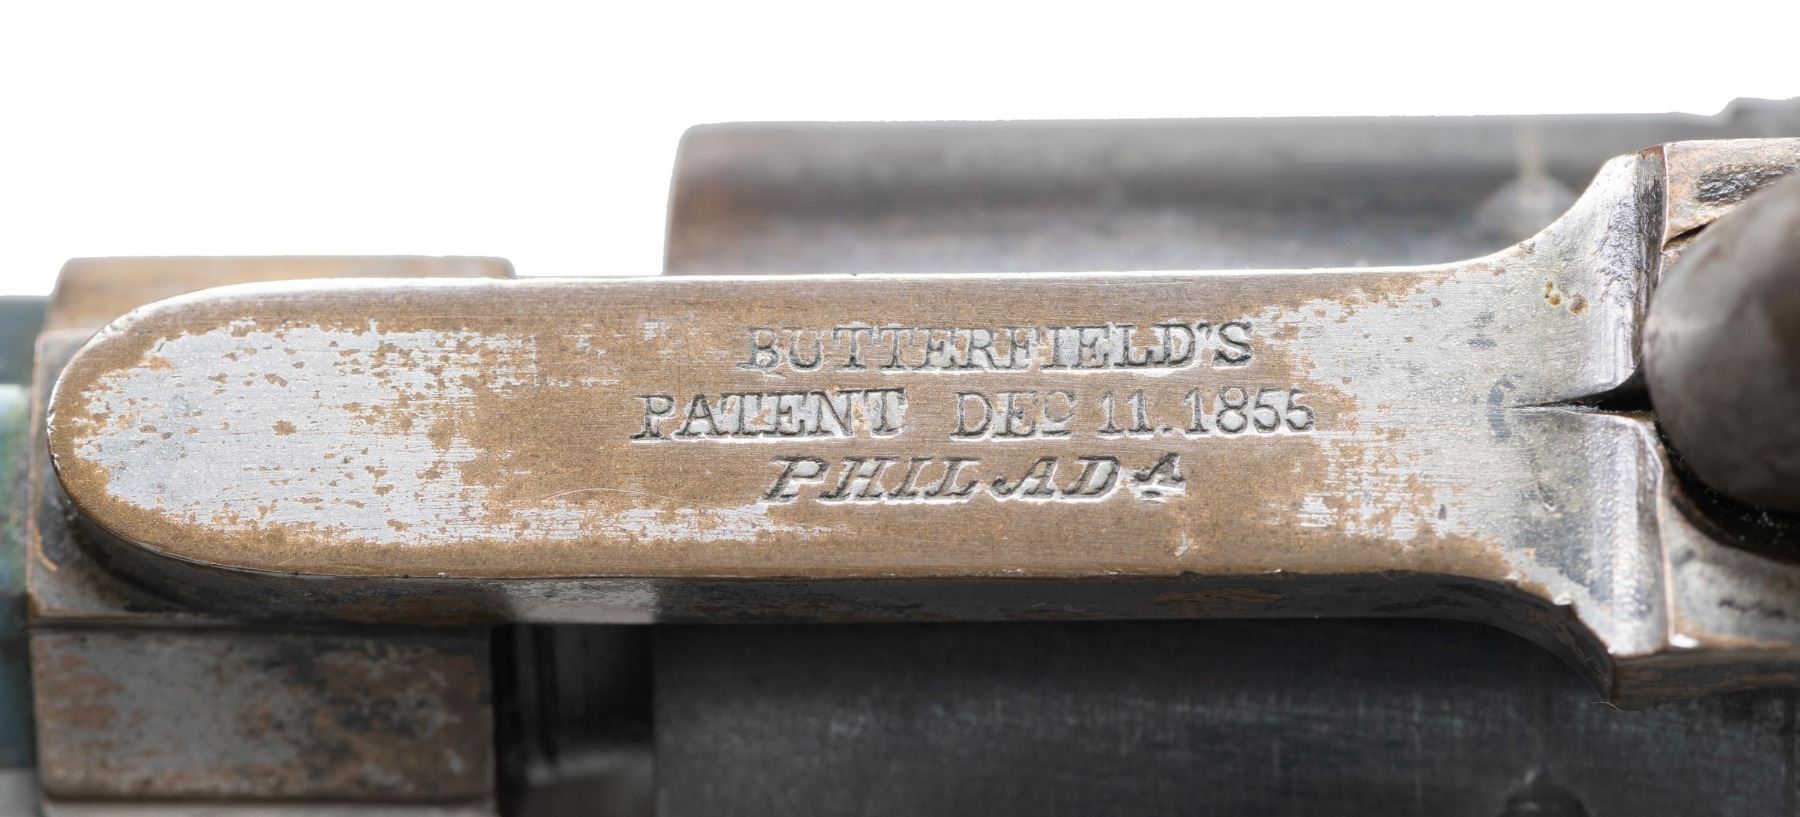 BUTTERFIELD'S
PATENT DEC 11. 1855
PHILADA